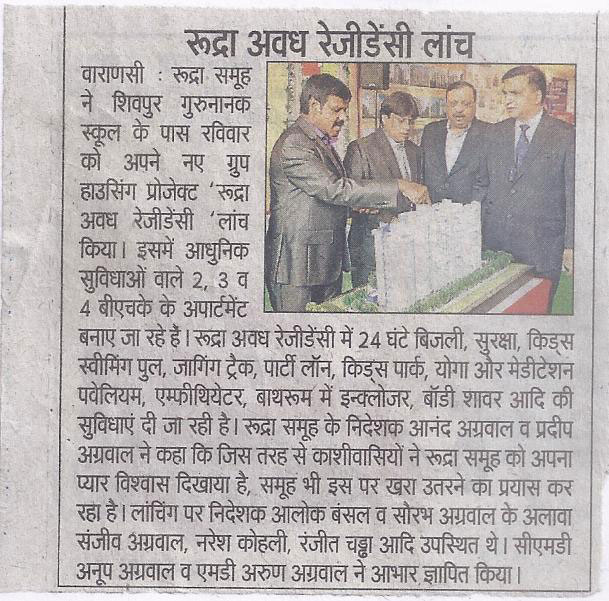 रूद्रा अवध रेजीडेंसी लांच
वाराणसी : रूद्रा समूह
ने शिवपुर गुरुनानक
स्कूल के पास रविवार
को अपने नए ग्रुप
हाउसिंग प्रोजेक्ट 'रूद्रा
अवध रेजीडेंसी 'लांच
किया। इसमें आधुनिक
सुविधाओं वाले 2, 3 व
4 बीएचके के अपार्टमेंट
बनाए जा रहे हैं। रूद्रा अवध रेजीडेंसी में 24 घंटे बिजली, सुरक्षा, किड्स
स्वीमिंग पुल, जागिंग ट्रैक, पार्टी लॉन, किड्स पार्क, योगा और मेडीटेशन
पवेलियम, एम्फीथियेटर, बाथरूम में इन्क्लोजर, बॉडी शावर आदि की
सुविधाएं दी जा रही है। रूद्रा समूह के निदेशक आनंद अग्रवाल व प्रदीप
अग्रवाल ने कहा कि जिस तरह से काशीवासियों ने रूद्रा समूह को अपना
प्यार विश्वास दिखाया है, समूह भी इस पर खरा उतरने का प्रयास कर
रहा है। लांचिंग पर निदेशक आलोक बंसल व सौरभ अग्रवाल के अलावा
संजीव अग्रवाल, नरेश कोहली, रंजीत चड्ढा आदि उपस्थित थे। सीएमडी
अनूप अग्रवाल व एमडी अरुण अग्रवाल ने आभार ज्ञापित किया।